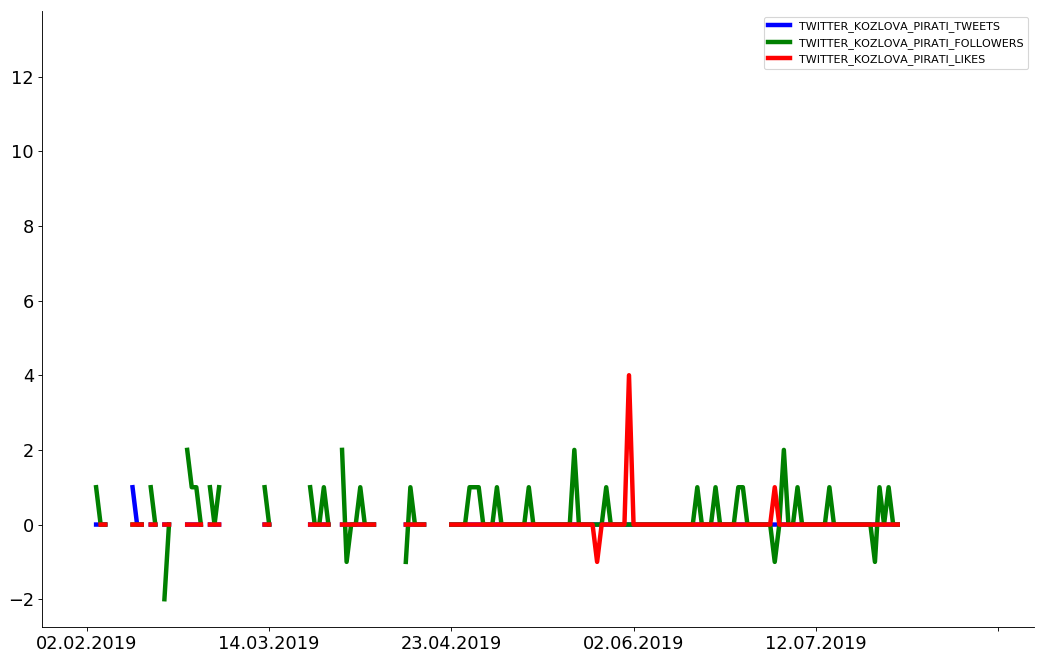 TWITTER_KOZLOVA_PIRATI_TWEETS
TWITTER_KOZLOVA_PIRATI_FOLLOWERS
TWITTER_KOZLOVA_PIRATI_LIKES
12
10
8
6
4
2
0
−2
02.02.2019 14.03.2019 23.04.2019 02.06.2019 12.07.2019